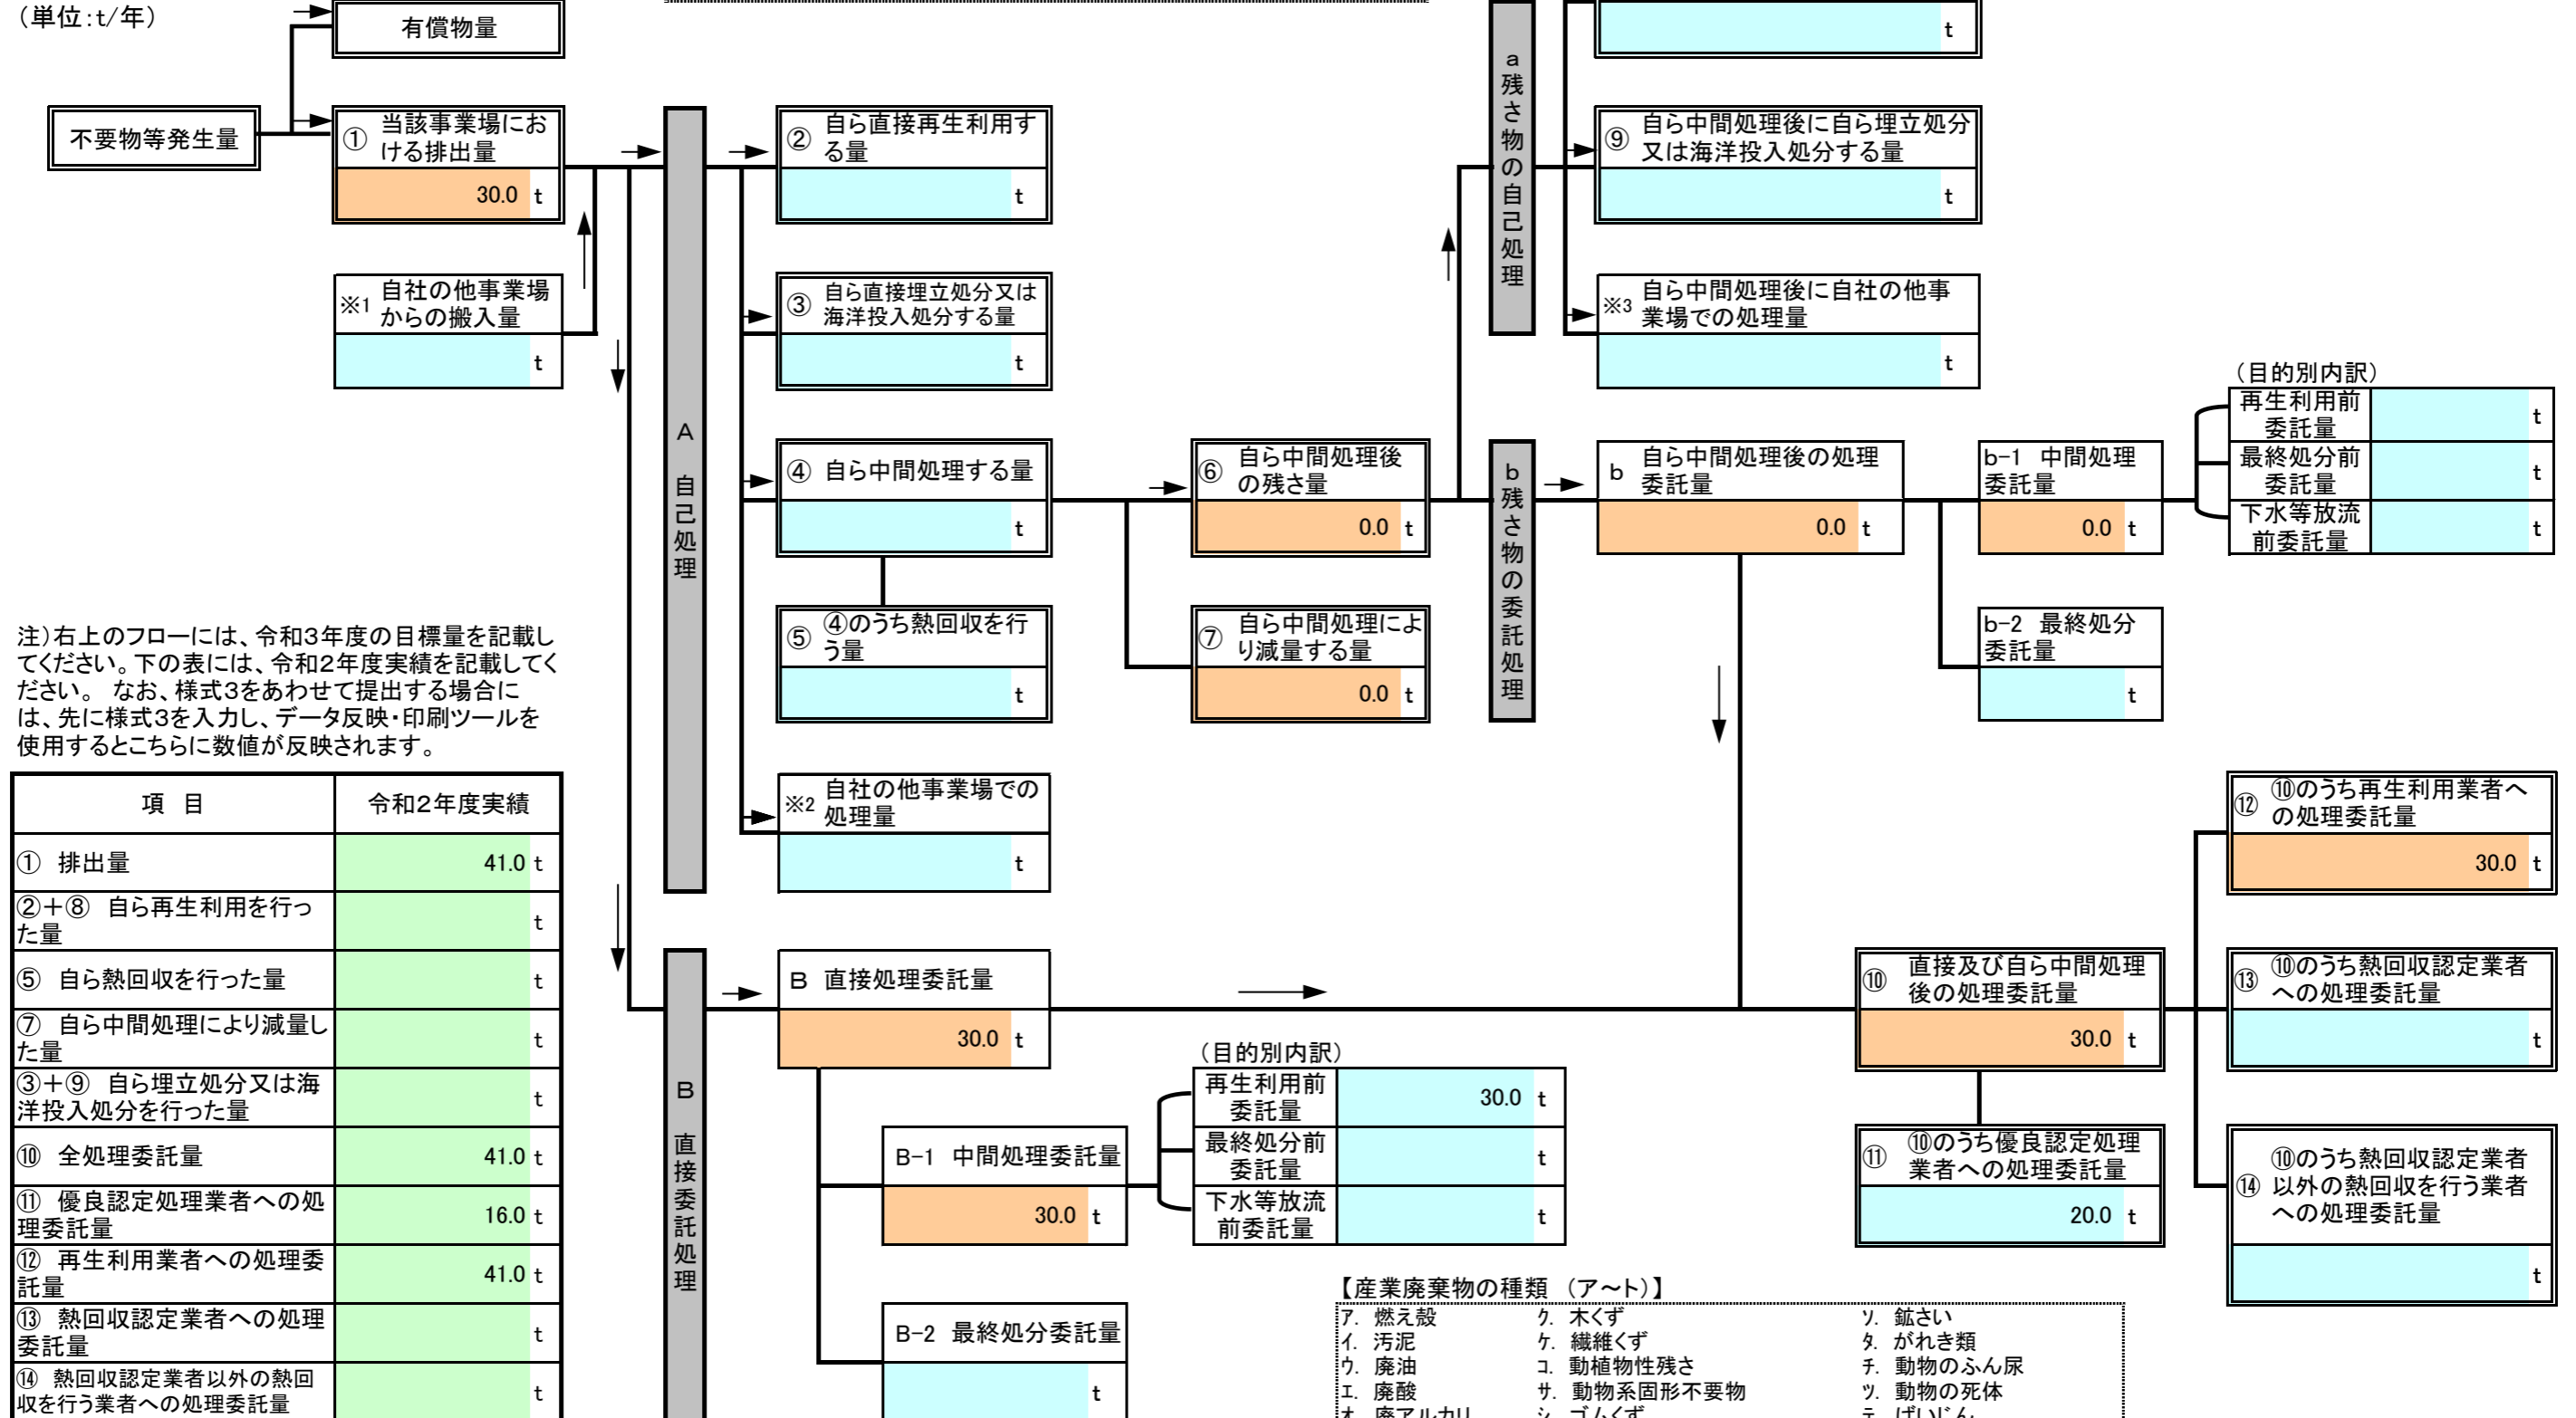 （単位：t/年）
有償物量
t
不要物等発生量
① 当該事業場にお
ける排出量
30.0 t
※1 自社の他事業場
からの搬入量
t
A 自己処理
② 自ら直接再生利用す
る量
t
③ 自ら直接埋立処分又は
海洋投入処分する量
t
④ 自ら中間処理する量
t
⑤ ④のうち熱回収を行
う量
t
※2 自社の他事業場での
処理量
t
⑥ 自ら中間処理後
の残さ量
0.0 t
⑦ 自ら中間処理によ
り減量する量
0.0 t
a 残さ物の自己処理
⑨ 自ら中間処理後に自ら埋立処分
又は海洋投入処分する量
t
※3 自ら中間処理後に自社の他事
業場での処理量
t
b 残さ物の委託処理
b 自ら中間処理後の処理
委託量
0.0 t
b-1 中間処理
委託量
0.0 t
（目的別内訳）
再生利用前
委託量
t
最終処分前
委託量
t
下水等放流
前委託量
t
b-2 最終処分
委託量
t
注）右上のフローには、令和３年度の目標量を記載し
てください。下の表には、令和２年度実績を記載してく
ださい。 なお、様式３をあわせて提出する場合に
は、先に様式３を入力し、データ反映・印刷ツールを
使用するとこちらに数値が反映されます。
項 目 令和２年度実績
① 排出量 41.0 t
②＋⑧ 自ら再生利用を行っ
た量 t
⑤ 自ら熱回収を行った量 t
⑦ 自ら中間処理により減量し
た量 t
③＋⑨ 自ら埋立処分又は海
洋投入処分を行った量 t
⑩ 全処理委託量 41.0 t
⑪ 優良認定処理業者への処
理委託量 16.0 t
⑫ 再生利用業者への処理委
託量 41.0 t
⑬ 熱回収認定業者への処理
委託量 t
⑭ 熱回収認定業者以外の熱回
収を行う業者への処理委託量 t
B 直接委託処理
B 直接処理委託量
30.0 t
B-1 中間処理委託量
30.0 t
（目的別内訳）
再生利用前
委託量
30.0 t
最終処分前
委託量
t
下水等放流
前委託量
t
B-2 最終処分委託量
t
⑩ 直接及び自ら中間処理
後の処理委託量
30.0 t
⑪ ⑩のうち優良認定処理
業者への処理委託量
20.0 t
⑫ ⑩のうち再生利用業者へ
の処理委託量
30.0 t
⑬ ⑩のうち熱回収認定業者
への処理委託量
t
⑭ ⑩のうち熱回収認定業者
以外の熱回収を行う業者
への処理委託量
t
【産業廃棄物の種類 （ア～ト）】
ｱ. 燃え殻 ｸ. 木くず ｿ. 鉱さい
ｲ. 汚泥 ｹ. 繊維くず ﾀ. がれき類
ｳ. 廃油 ｺ. 動植物性残さ ﾁ. 動物のふん尿
ｴ. 廃酸 ｻ. 動物系固形不要物 ﾂ. 動物の死体
ｵ. 廃アルカリ ｼ. ゴムくず ﾃ. ばいじん